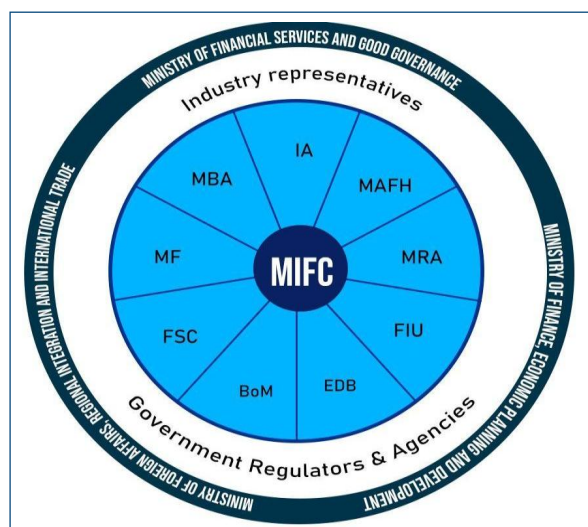 MINISTRY OF FINANCIAL SERVICES AND GOOD GOVERNANCE
Industry representatives
IA
MBA
MAFH
MF
MIFC
MRA
FSC
FIU
BoM
EDB
Government Regulators & Agencies
MINISTRY OF FOREIGN AFFAIRS, REGIONAL INTEGRATION AND INTERNATIONAL TRADE
MINISTRY OF FINANCE, ECONOMIC PLANNING AND DEVELOPMENT